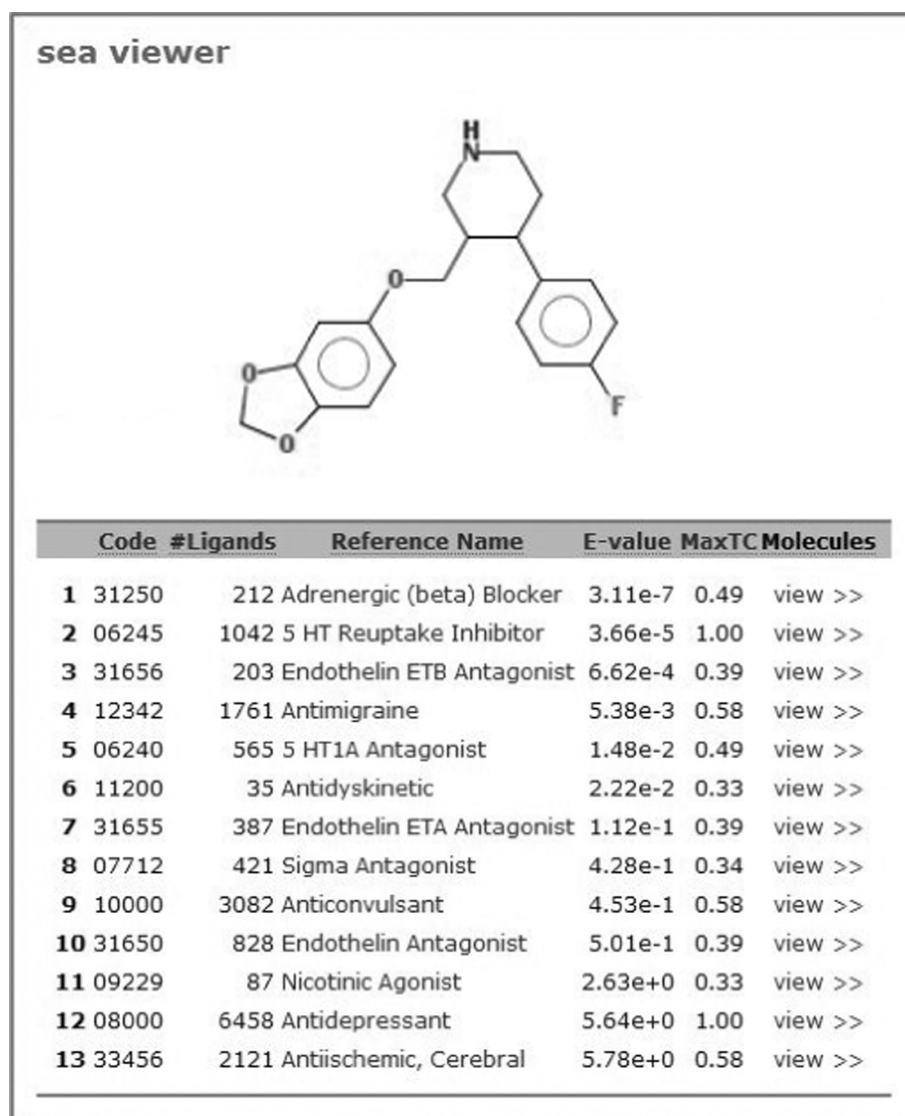 sea viewer
H
N
O
O
O
F
Code #Ligands Reference Name E-value MaxTC Molecules
1 31250 212 Adrenergic (beta) Blocker 3.11e-7 0.49 view >>
2 06245 1042 5 HT Reuptake Inhibitor 3.66e-5 1.00 view >>
3 31656 203 Endothelin ETB Antagonist 6.62e-4 0.39 view >>
4 12342 1761 Antimigraine 5.38e-3 0.58 view >>
5 06240 565 5 HT1A Antagonist 1.48e-2 0.49 view >>
6 11200 35 Antidyskinetic 2.22e-2 0.33 view >>
7 31655 387 Endothelin ETA Antagonist 1.12e-1 0.39 view >>
8 07712 421 Sigma Antagonist 4.28e-1 0.34 view >>
9 10000 3082 Anticonvulsant 4.53e-1 0.58 view >>
10 31650 828 Endothelin Antagonist 5.01e-1 0.39 view >>
11 09229 87 Nicotinic Agonist 2.63e+0 0.33 view >>
12 08000 6458 Antidepressant 5.64e+0 1.00 view >>
13 33456 2121 Antiischemic, Cerebral 5.78e+0 0.58 view >>